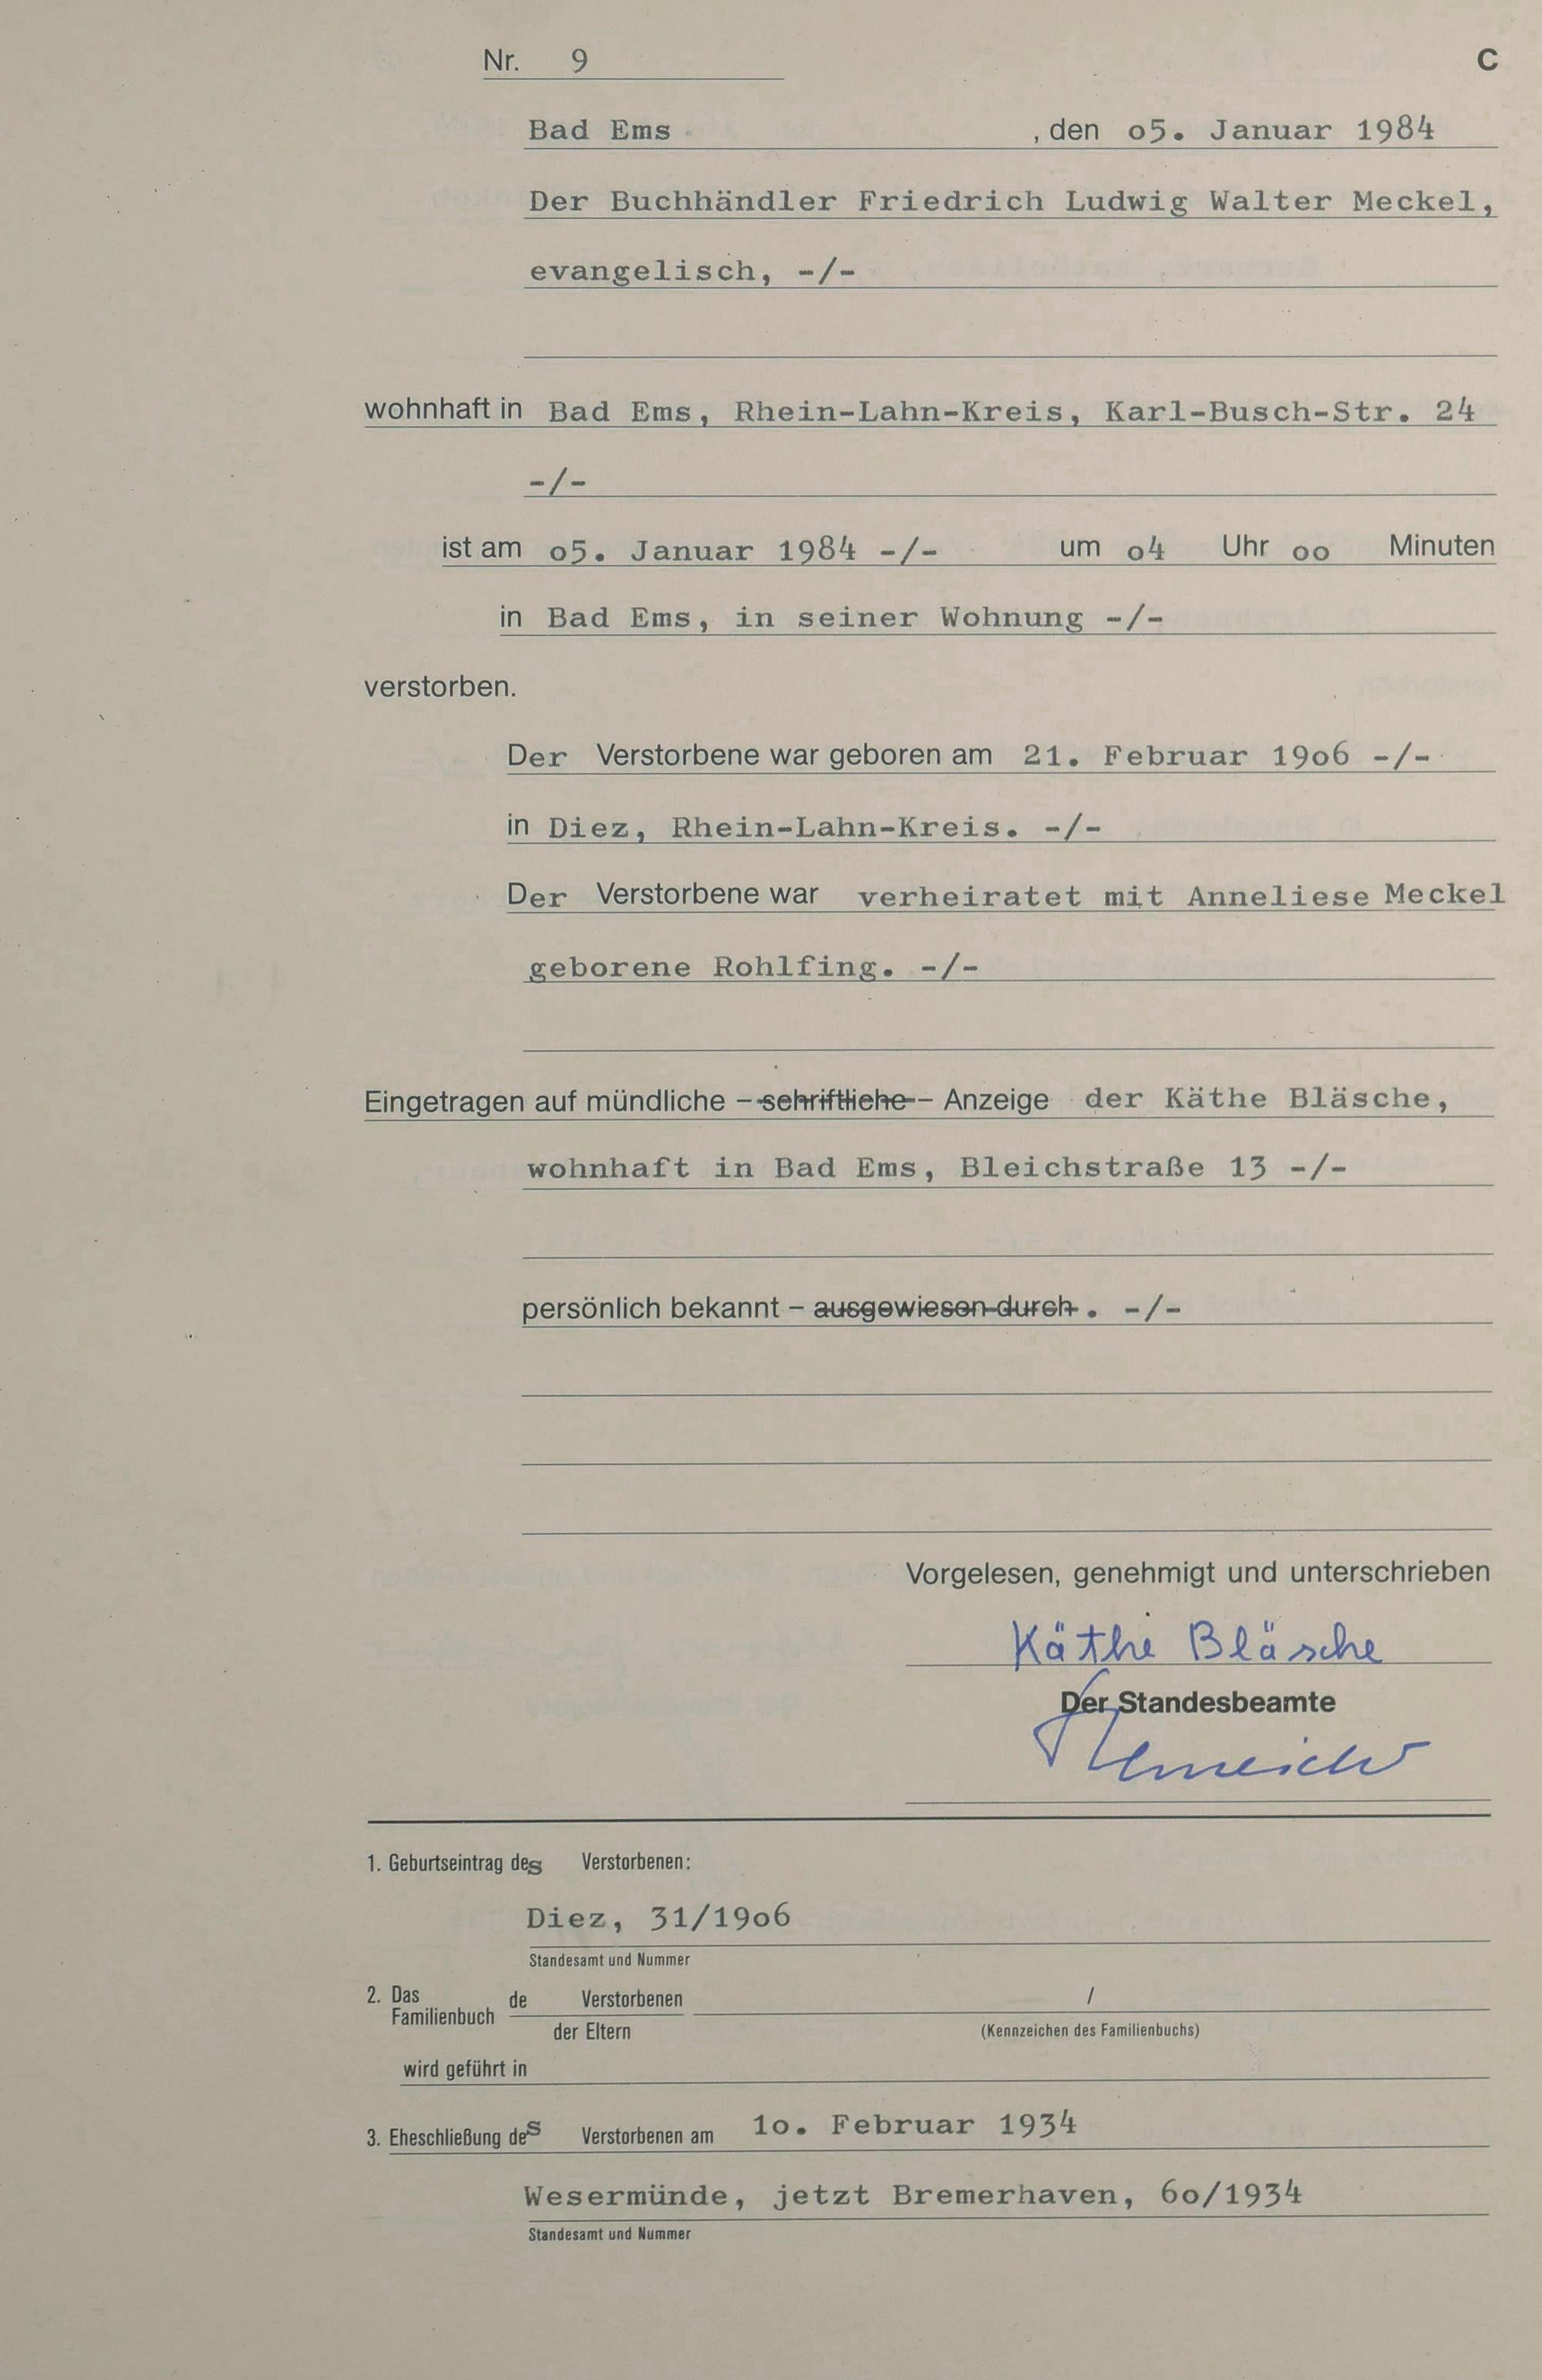 Nr. 9 C
Bad Ems , den o5. Januar 1984
Der Buchhändler Friedrich Ludwig Walter Meckel,
evangelisch, -/-
wohnhaft in Bad Ems, Rhein-Lahn-Kreis, Karl-Busch-Str. 24
-/-
ist am o5. Januar 1984 -/- um o4 Uhr oo Minuten
in Bad Ems, in seiner Wohnung -/-
verstorben.
Der Verstorbene war geboren am 21. Februar 19o6 -/-
in Diez, Rhein-Lahn-Kreis. -/-
Der Verstorbene war verheiratet mit Anneliese Meckel
geborene Rohlfing. -/-
Eingetragen auf mündliche – schriftliche – Anzeige der Käthe Bläsche,
wohnhaft in Bad Ems, Bleichstraße 13 -/-
persönlich bekannt – ausgewiesen durch . -/-
Vorgelesen, genehmigt und unterschrieben
Käthe Bläsche
Der Standesbeamte
1. Geburtseintrag des Verstorbenen:
Diez, 31/19o6
Standesamt und Nummer
2. Das Familienbuch de Verstorbenen /
der Eltern (Kennzeichen des Familienbuchs)
wird geführt in
3. Eheschließung des Verstorbenen am 1o. Februar 1934
Wesermünde, jetzt Bremerhaven, 6o/1934
Standesamt und Nummer